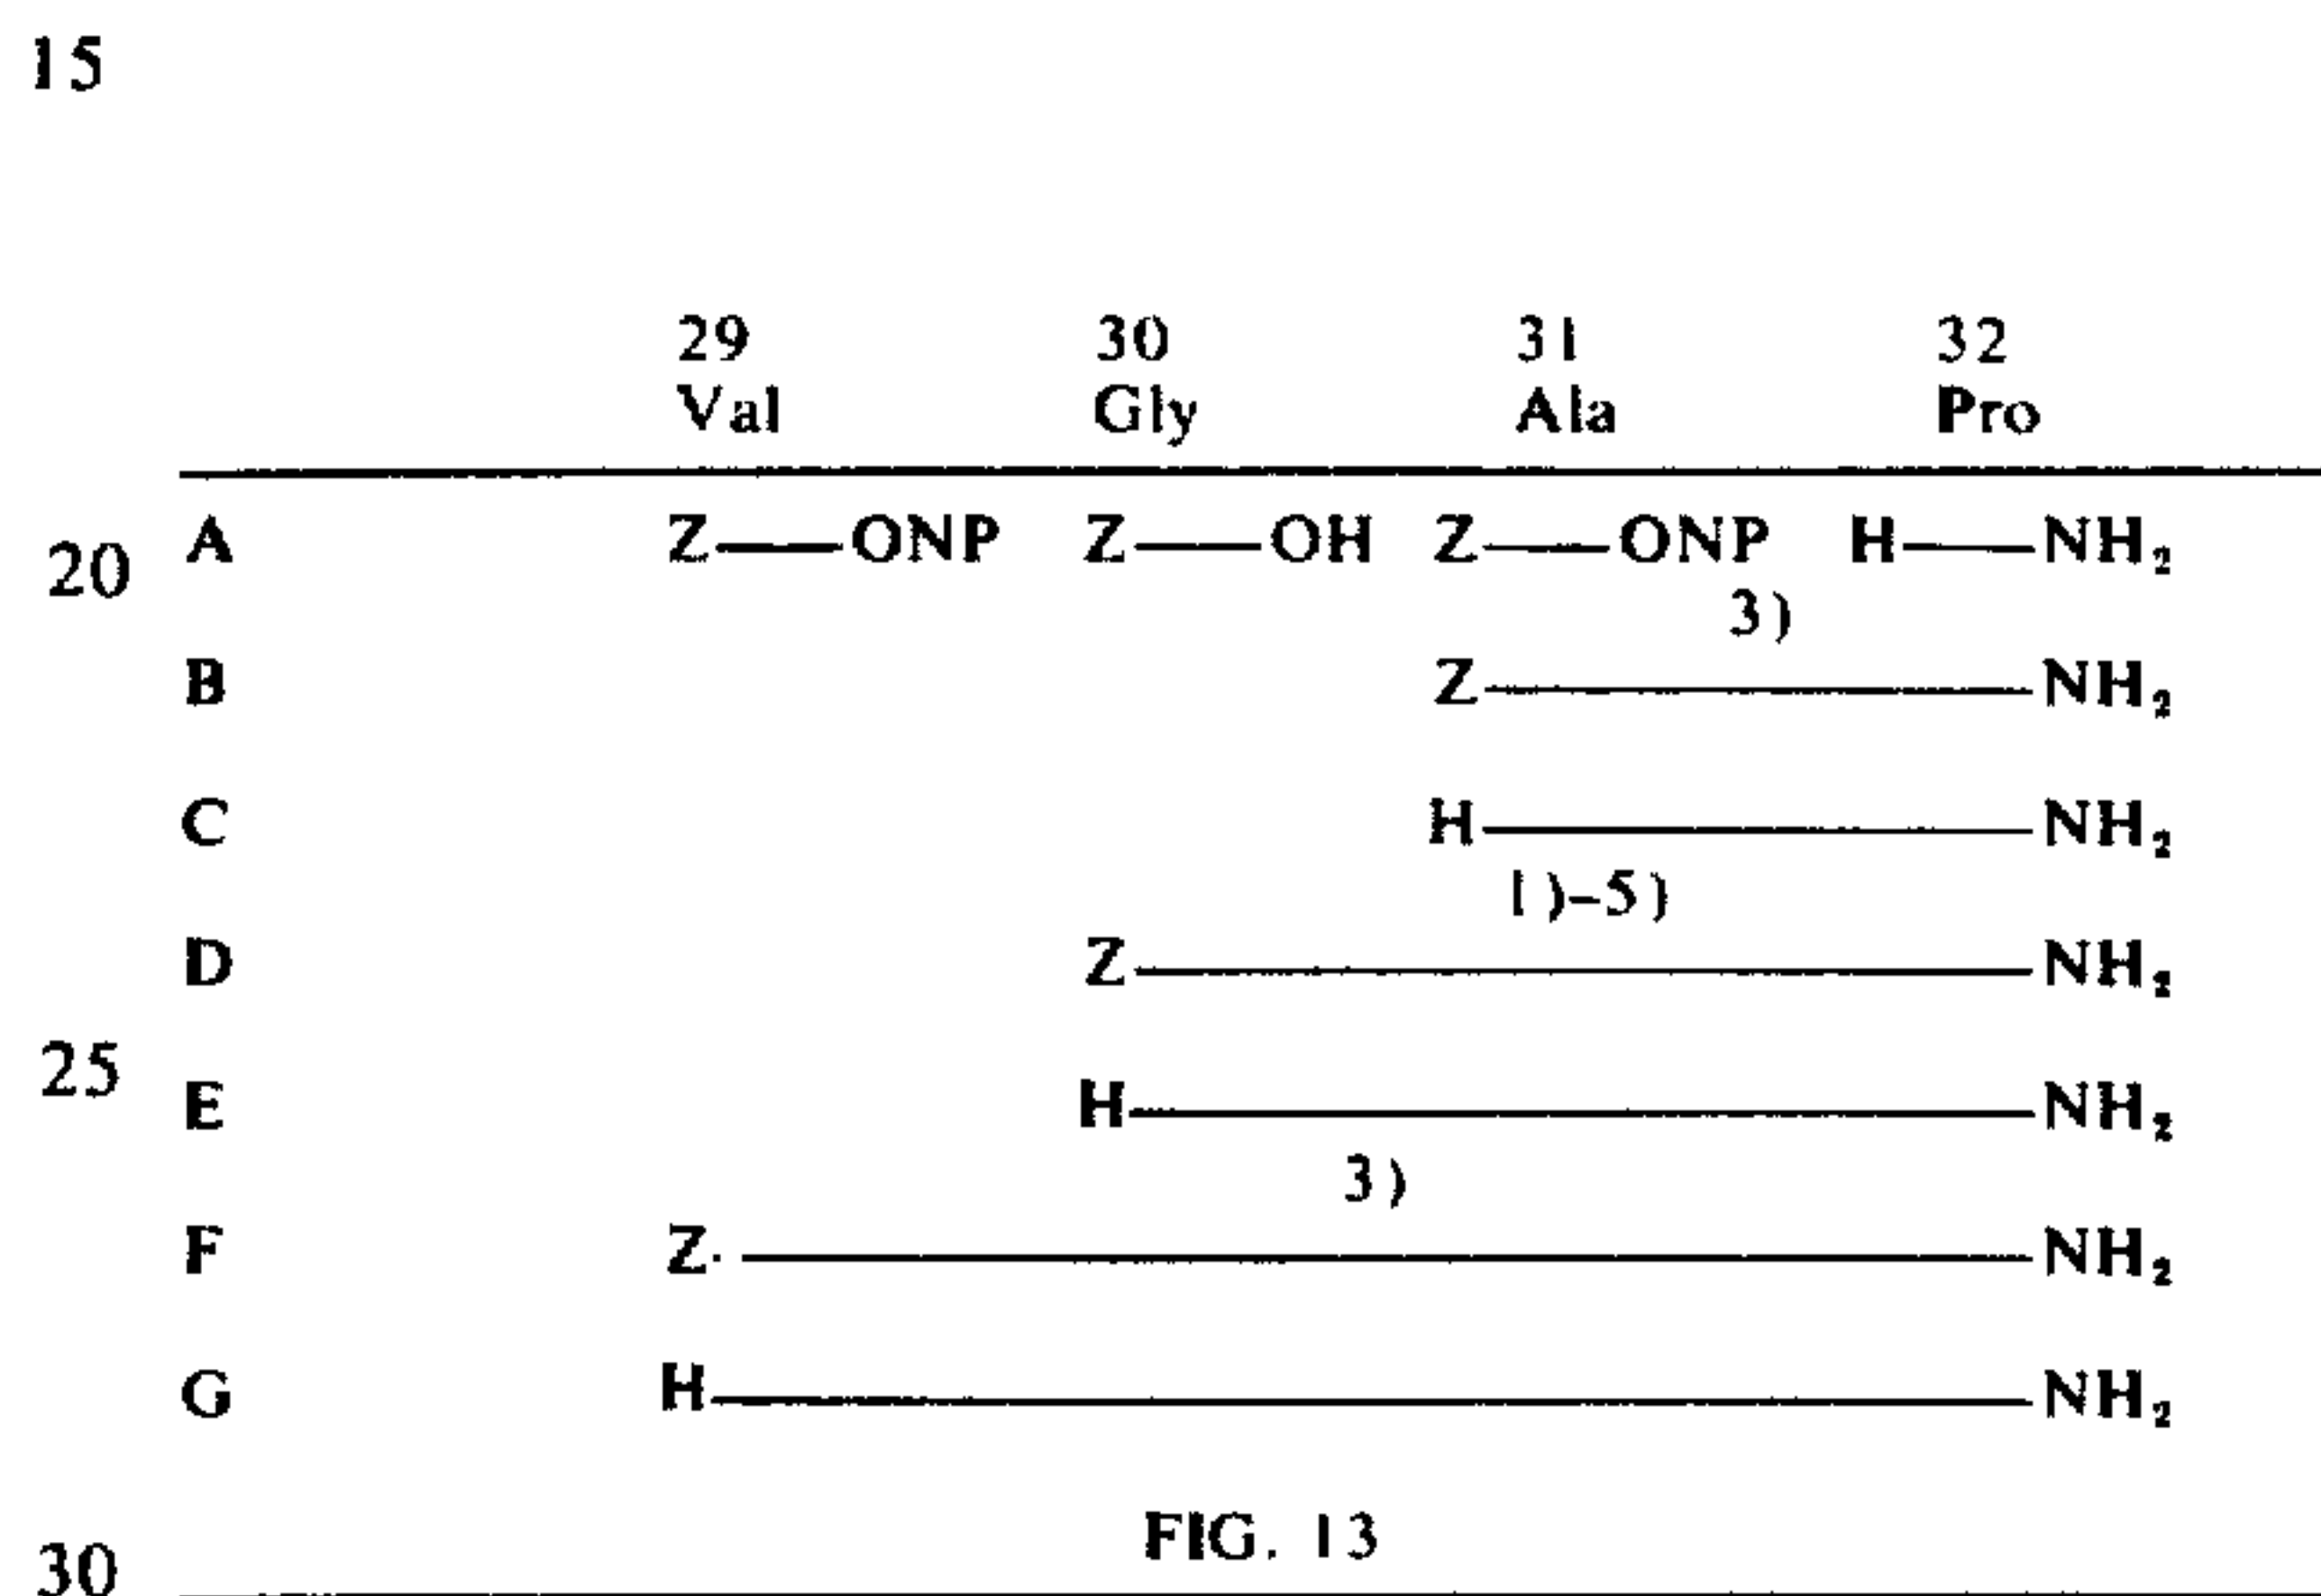 15
29 30 31 32
Val Gly Ala Pro
A Z—ONP Z—OH Z—ONP H—NH₂
20
3)
B Z—NH₂
C H—NH₂
1)–5)
D Z—NH₂
25
E H—NH₂
3)
F Z—NH₂
G H—NH₂
FIG. 13
30